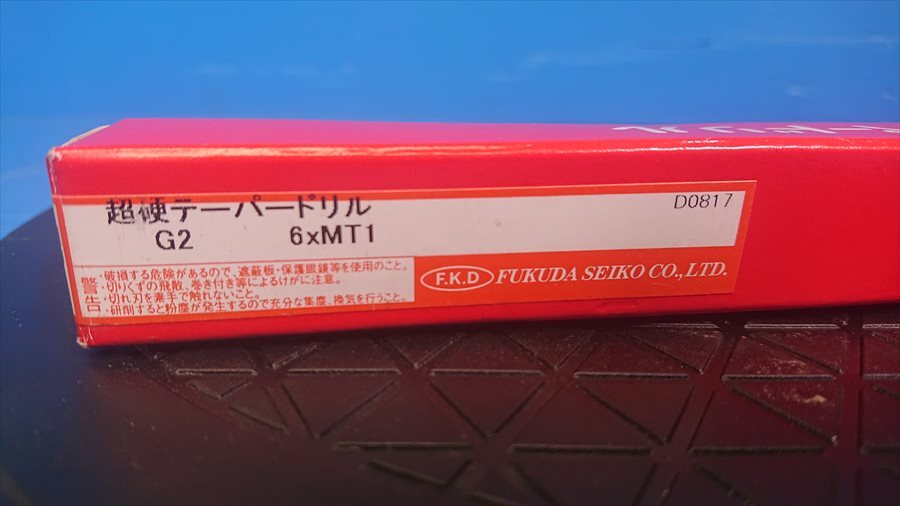 超硬テーパードリル
D0817
G2 6xMT1
警告
・破損する危険があるので、遮蔽板・保護眼鏡等を使用のこと。
・切りくずの飛散、巻き付き等によるけがに注意。
・切れ刃を素手で触れないこと。
・研削すると粉塵が発生するので充分な集塵、換気を行うこと。
F.K.D FUKUDA SEIKO CO.,LTD.